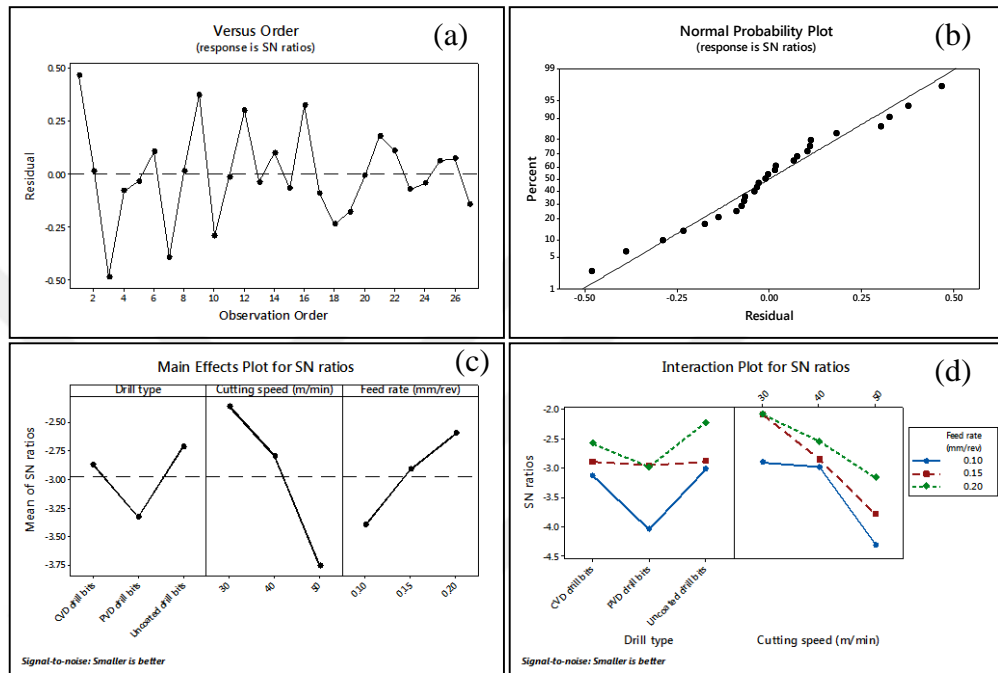 Versus Order
(response is SN ratios)
(a)
0.50
0.25
0.00
-0.25
-0.50
Residual
2 4 6 8 10 12 14 16 18 20 22 24 26
Observation Order
Normal Probability Plot
(response is SN ratios)
(b)
99
95
90
80
70
60
50
40
30
20
10
5
1
Percent
-0.50 -0.25 0.00 0.25 0.50
Residual
Main Effects Plot for SN ratios
(c)
Drill type Cutting speed (m/min) Feed rate (mm/rev)
-2.50
-2.75
-3.00
-3.25
-3.50
-3.75
Mean of SN ratios
CVD drill bits PVD drill bits Uncoated drill bits 30 40 50 0.10 0.15 0.20
Signal-to-noise: Smaller is better
Interaction Plot for SN ratios
(d)
30 40 50
-2.0
-2.5
-3.0
-3.5
-4.0
-4.5
SN ratios
Feed rate
(mm/rev)
0.10
0.15
0.20
CVD drill bits PVD drill bits Uncoated drill bits
Drill type Cutting speed (m/min)
Signal-to-noise: Smaller is better